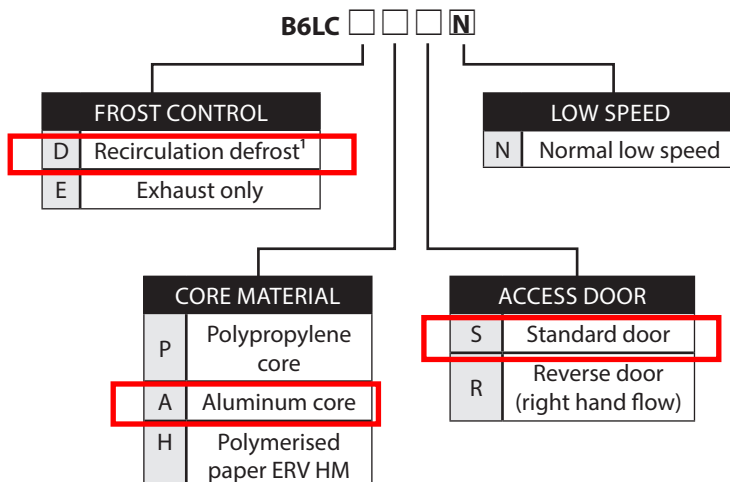 B6LC N
FROST CONTROL
D Recirculation defrost¹
E Exhaust only
LOW SPEED
N Normal low speed
CORE MATERIAL
P Polypropylene
core
A Aluminum core
H Polymerised
paper ERV HM
ACCESS DOOR
S Standard door
R Reverse door
(right hand flow)